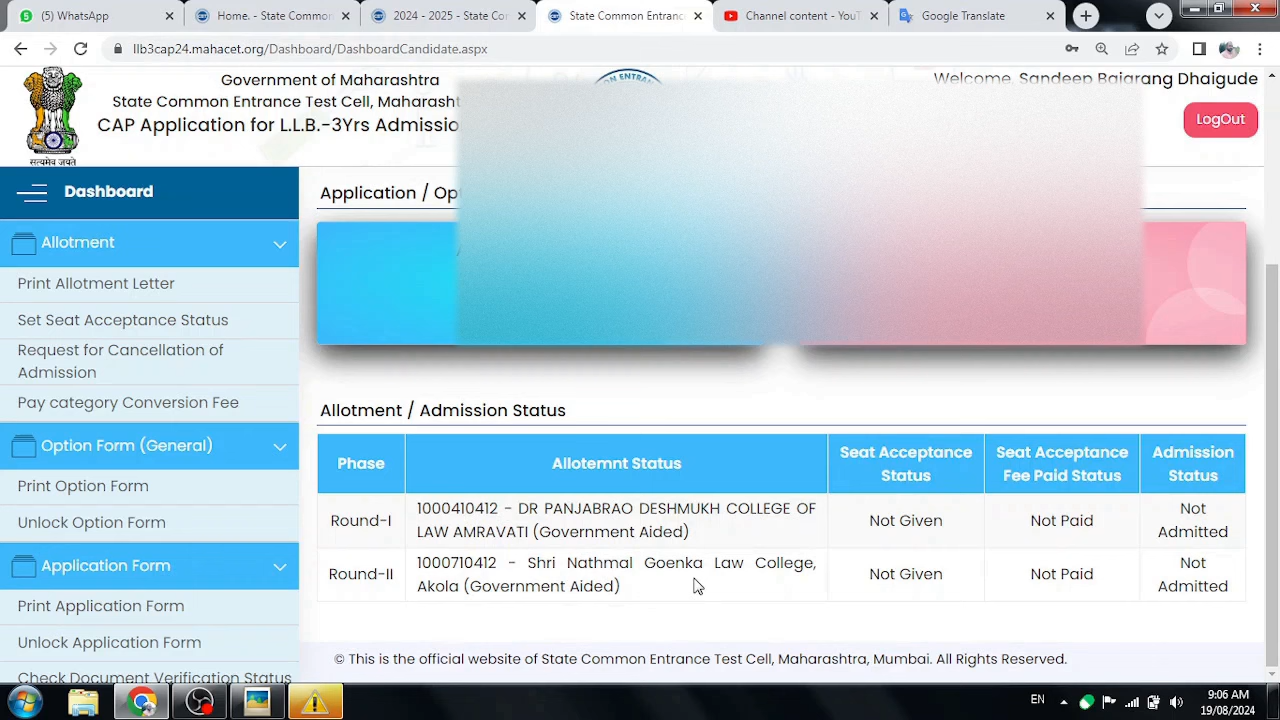 (5) WhatsApp
Home. - State Common
2024 - 2025 - State Co
State Common Entranc
Channel content - YouT
Google Translate
llb3cap24.mahacet.org/Dashboard/DashboardCandidate.aspx
Government of Maharashtra
State Common Entrance Test Cell, Maharasht
CAP Application for L.L.B.-3Yrs Admissio
सत्यमेव जयते
ON ENTRAN
Welcome, Sandeep Bajarang Dhaigude
LogOut
Dashboard
Allotment
Print Allotment Letter
Set Seat Acceptance Status
Request for Cancellation of
Admission
Pay category Conversion Fee
Option Form (General)
Print Option Form
Unlock Option Form
Application Form
Print Application Form
Unlock Application Form
Check Document Verification Status
Application / Op
Allotment / Admission Status
Phase Allotemnt Status Seat Acceptance Status Seat Acceptance Fee Paid Status Admission Status
Round-I 1000410412 - DR PANJABRAO DESHMUKH COLLEGE OF LAW AMRAVATI (Government Aided) Not Given Not Paid Not Admitted
Round-II 1000710412 - Shri Nathmal Goenka Law College, Akola (Government Aided) Not Given Not Paid Not Admitted
© This is the official website of State Common Entrance Test Cell, Maharashtra, Mumbai. All Rights Reserved.
EN
9:06 AM
19/08/2024